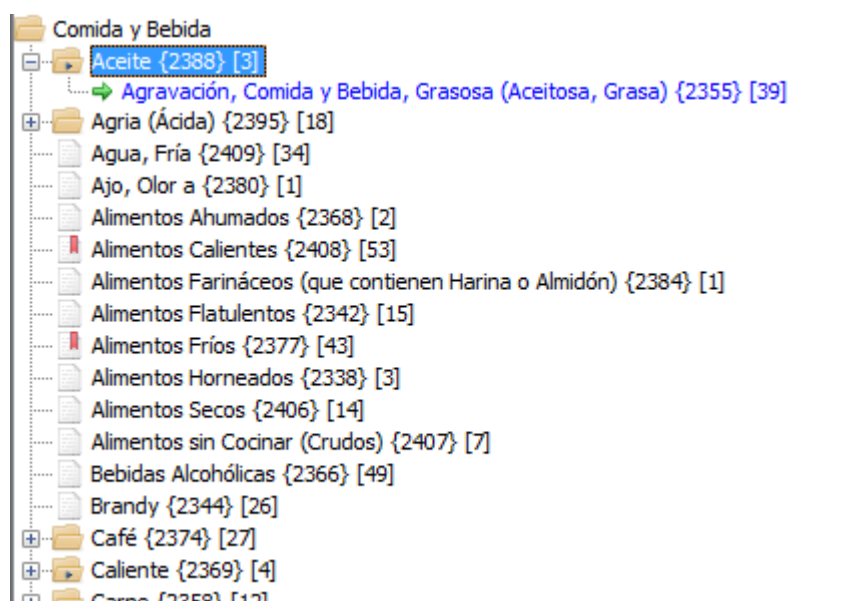 Comida y Bebida
Aceite {2388} [3]
Agravación, Comida y Bebida, Grasosa (Aceitosa, Grasa) {2355} [39]
Agria (Ácida) {2395} [18]
Agua, Fría {2409} [34]
Ajo, Olor a {2380} [1]
Alimentos Ahumados {2368} [2]
Alimentos Calientes {2408} [53]
Alimentos Farináceos (que contienen Harina o Almidón) {2384} [1]
Alimentos Flatulentos {2342} [15]
Alimentos Fríos {2377} [43]
Alimentos Horneados {2338} [3]
Alimentos Secos {2406} [14]
Alimentos sin Cocinar (Crudos) {2407} [7]
Bebidas Alcohólicas {2366} [49]
Brandy {2344} [26]
Café {2374} [27]
Caliente {2369} [4]
Carne {2358} [12]